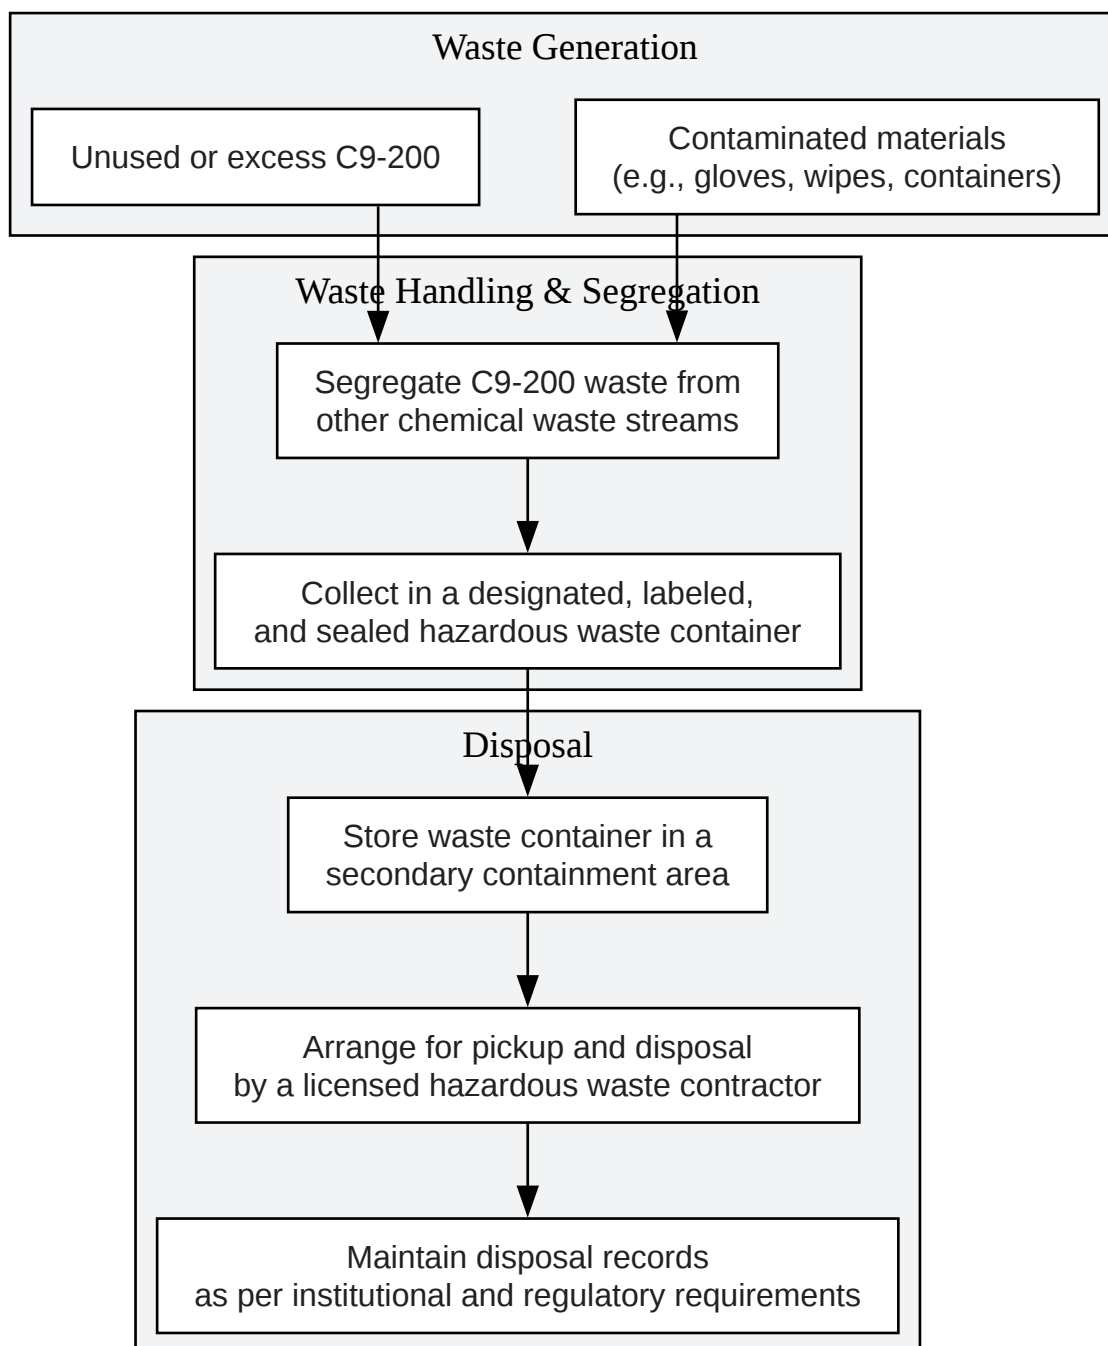 Waste Generation
Unused or excess C9-200
Contaminated materials
(e.g., gloves, wipes, containers)
Waste Handling & Segregation
Segregate C9-200 waste from
other chemical waste streams
Collect in a designated, labeled,
and sealed hazardous waste container
Disposal
Store waste container in a
secondary containment area
Arrange for pickup and disposal
by a licensed hazardous waste contractor
Maintain disposal records
as per institutional and regulatory requirements